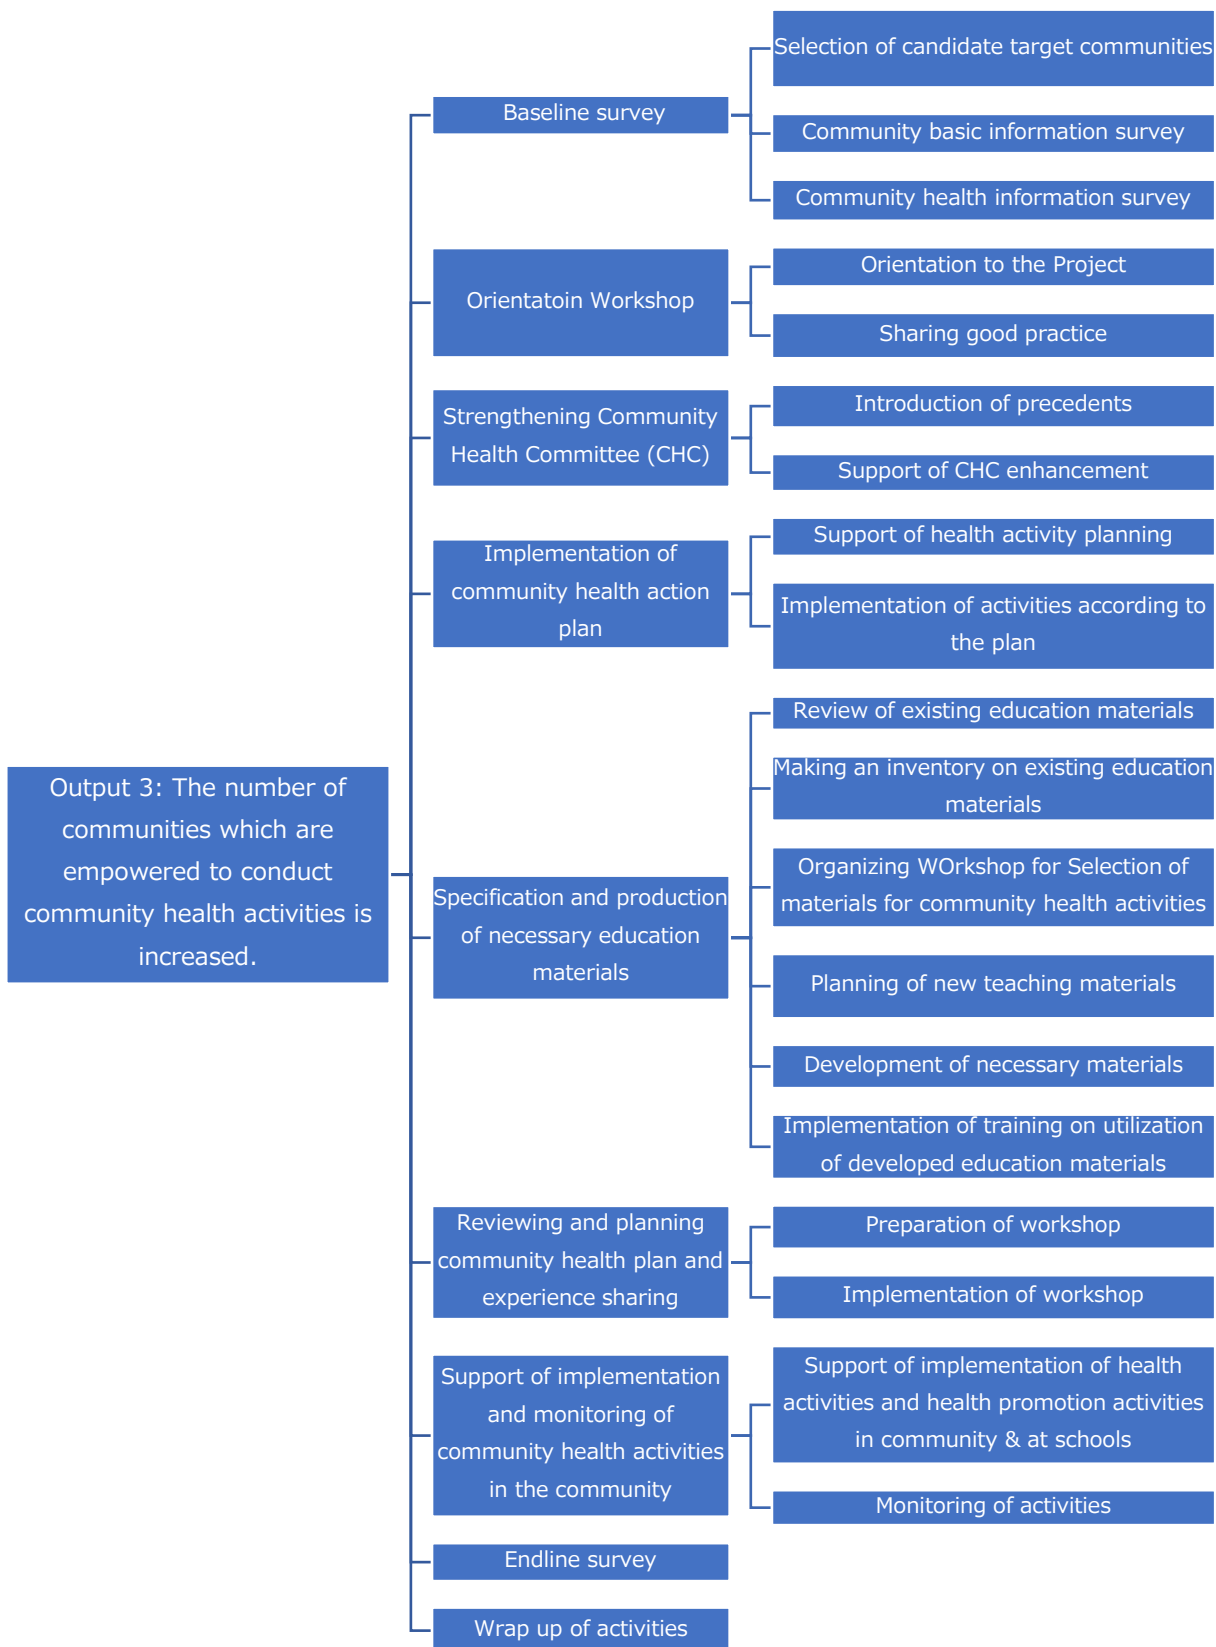 Output 3: The number of
communities which are
empowered to conduct
community health activities is
increased.
Baseline survey
Selection of candidate target communities
Community basic information survey
Community health information survey
Orientatoin Workshop
Orientation to the Project
Sharing good practice
Strengthening Community
Health Committee (CHC)
Introduction of precedents
Support of CHC enhancement
Implementation of
community health action
plan
Support of health activity planning
Implementation of activities according to
the plan
Specification and production
of necessary education
materials
Review of existing education materials
Making an inventory on existing education
materials
Organizing WOrkshop for Selection of
materials for community health activities
Planning of new teaching materials
Development of necessary materials
Implementation of training on utilization
of developed education materials
Reviewing and planning
community health plan and
experience sharing
Preparation of workshop
Implementation of workshop
Support of implementation
and monitoring of
community health activities
in the community
Support of implementation of health
activities and health promotion activities
in community & at schools
Monitoring of activities
Endline survey
Wrap up of activities